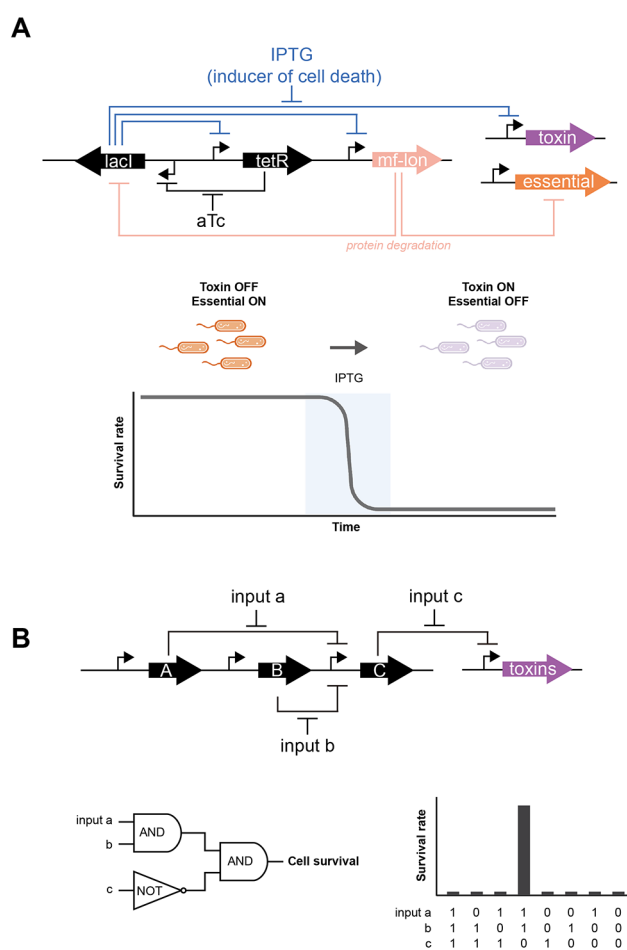 A
IPTG
(inducer of cell death)
toxin
lacI
tetR
mf-lon
essential
aTc
protein degradation
Toxin OFF
Essential ON
Toxin ON
Essential OFF
IPTG
Survival rate
Time
input a
input c
B
A
B
C
toxins
input b
input a
b
AND
AND
Cell survival
c
NOT
Survival rate
input a 1 0 1 1 0 0 1 0
b 1 1 0 1 0 1 0 0
c 1 1 1 0 1 0 0 0